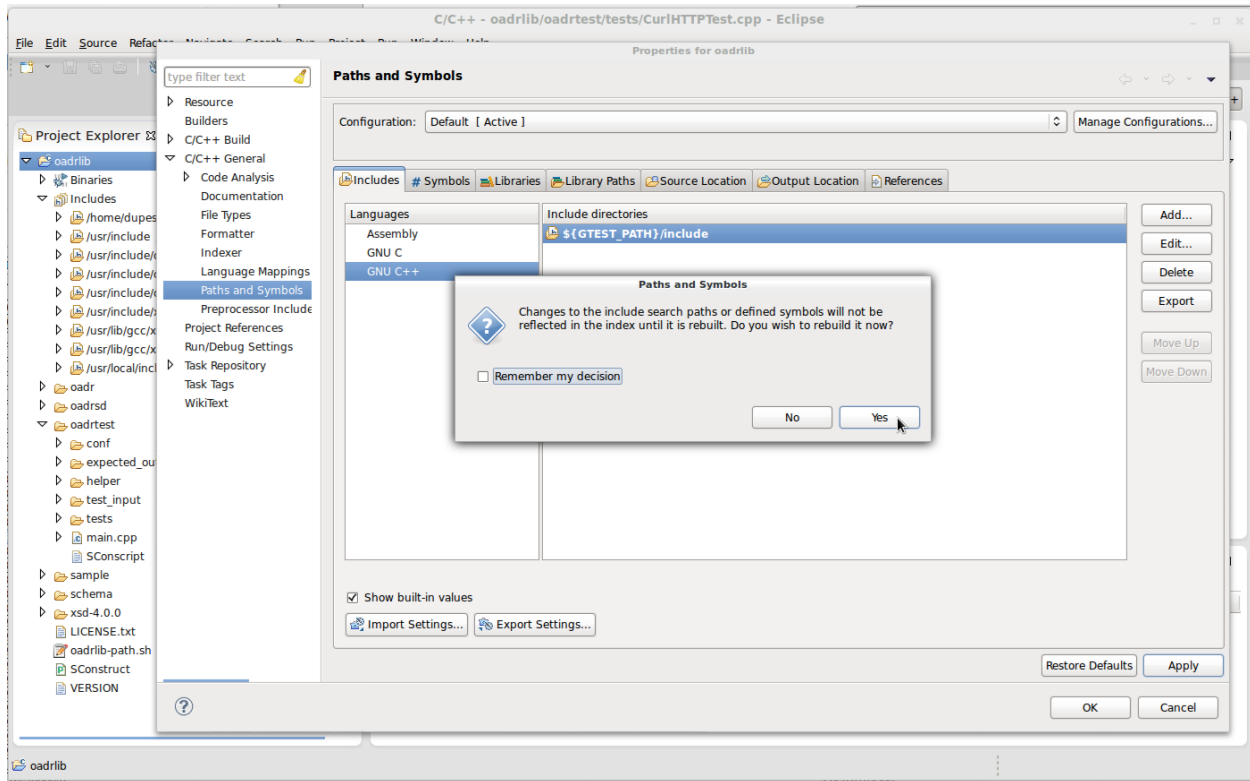 C/C++ - oadrlib/oadrtest/tests/CurlHTTPTest.cpp - Eclipse
File Edit Source Refactor Navigate Search Run Project Run Window Help
Properties for oadrlib
type filter text
Resource
Builders
C/C++ Build
C/C++ General
Code Analysis
Documentation
File Types
Formatter
Indexer
Language Mappings
Paths and Symbols
Preprocessor Include
Project References
Run/Debug Settings
Task Repository
Task Tags
WikiText
Project Explorer
oadrlib
Binaries
Includes
/home/dupes
/usr/include
/usr/include/
/usr/include/
/usr/include/
/usr/include/
/usr/lib/gcc/x
/usr/lib/gcc/x
/usr/local/incl
oadr
oadrsd
oadrtest
conf
expected_ou
helper
test_input
tests
main.cpp
SConscript
sample
schema
xsd-4.0.0
LICENSE.txt
oadrlib-path.sh
SConstruct
VERSION
Paths and Symbols
Configuration: Default [ Active ] Manage Configurations...
Includes # Symbols Libraries Library Paths Source Location Output Location References
Languages Include directories
Assembly ${GTEST_PATH}/include
GNU C
GNU C++
Add...
Edit...
Delete
Export
Move Up
Move Down
Paths and Symbols
Changes to the include search paths or defined symbols will not be
reflected in the index until it is rebuilt. Do you wish to rebuild it now?
Remember my decision
No Yes
Show built-in values
Import Settings... Export Settings...
Restore Defaults Apply
OK Cancel
oadrlib